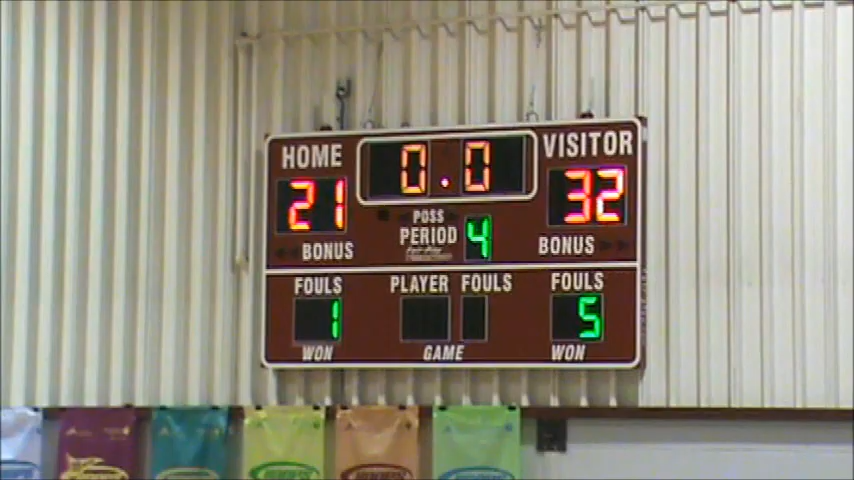 HOME 0.0 VISITOR
21 32
POSS
PERIOD 4
BONUS BONUS
FOULS PLAYER FOULS FOULS
1 5
WON GAME WON